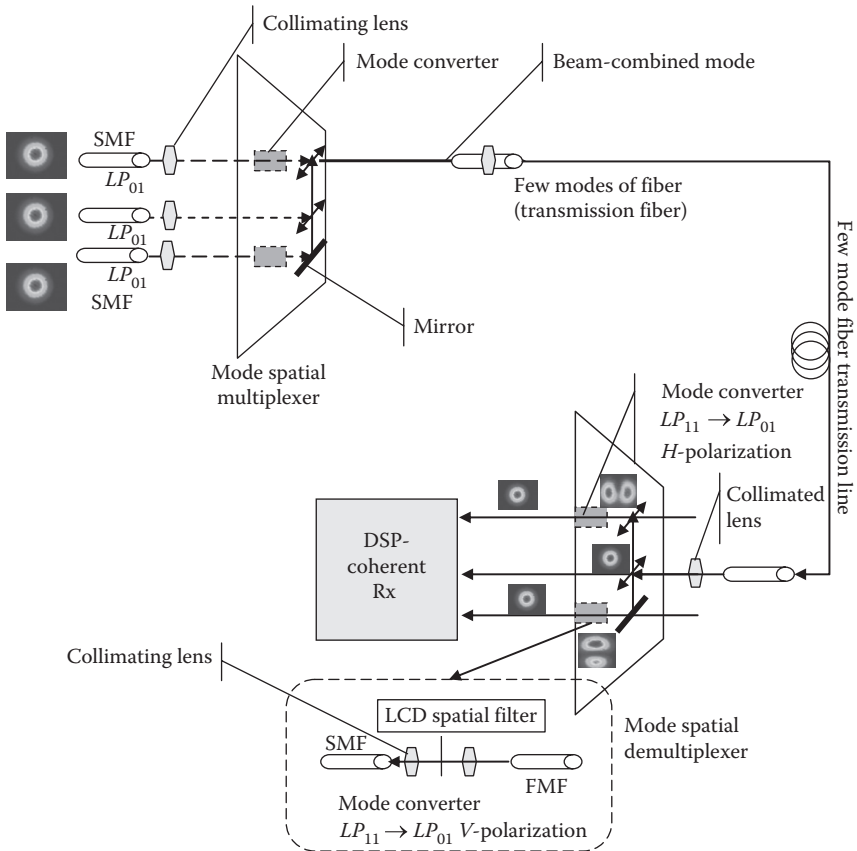 Collimating lens
Mode converter
Beam-combined mode
SMF
LP01
LP01
LP01
SMF
Few modes of fiber
(transmission fiber)
Mirror
Mode spatial
multiplexer
Few mode fiber transmission line
Mode converter
LP11 → LP01
H-polarization
Collimated
lens
DSP-
coherent
Rx
Collimating lens
LCD spatial filter
SMF
FMF
Mode converter
LP11 → LP01 V-polarization
Mode spatial
demultiplexer